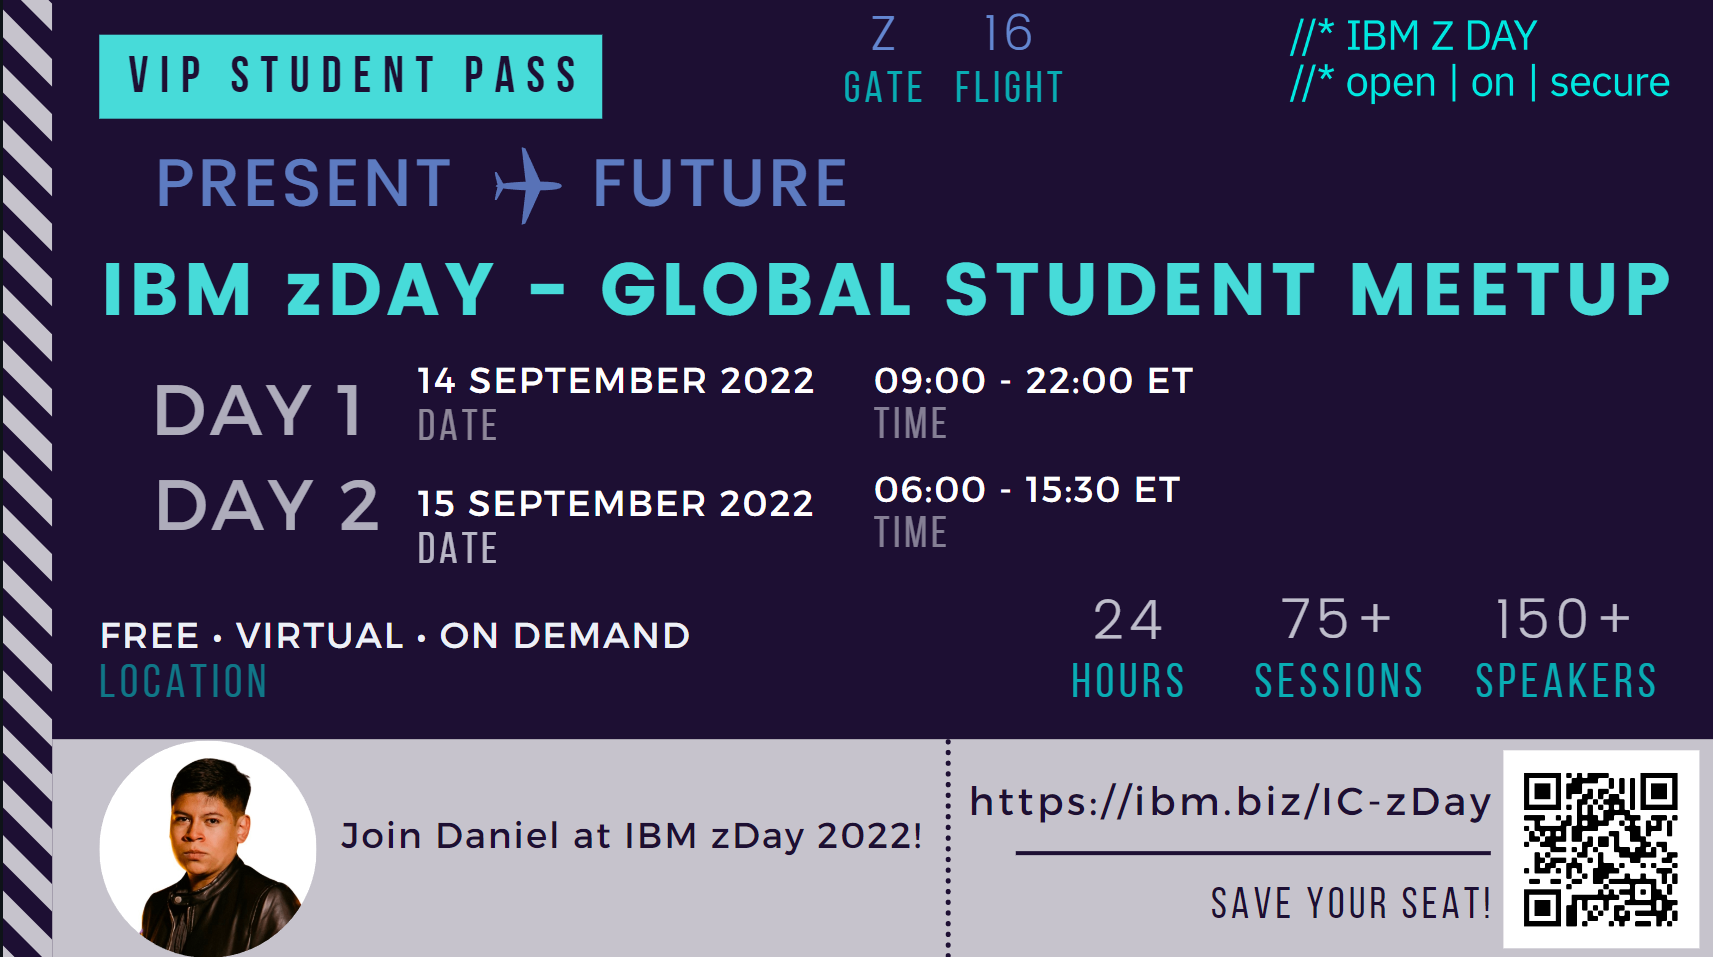 VIP STUDENT PASS
Z 16
GATE FLIGHT
//* IBM Z DAY
//* open | on | secure
PRESENT FUTURE
IBM zDAY - GLOBAL STUDENT MEETUP
DAY 1
14 SEPTEMBER 2022
DATE
09:00 - 22:00 ET
TIME
DAY 2
15 SEPTEMBER 2022
DATE
06:00 - 15:30 ET
TIME
FREE • VIRTUAL • ON DEMAND
LOCATION
24
HOURS
75+
SESSIONS
150+
SPEAKERS
Join Daniel at IBM zDay 2022!
https://ibm.biz/IC-zDay
SAVE YOUR SEAT!